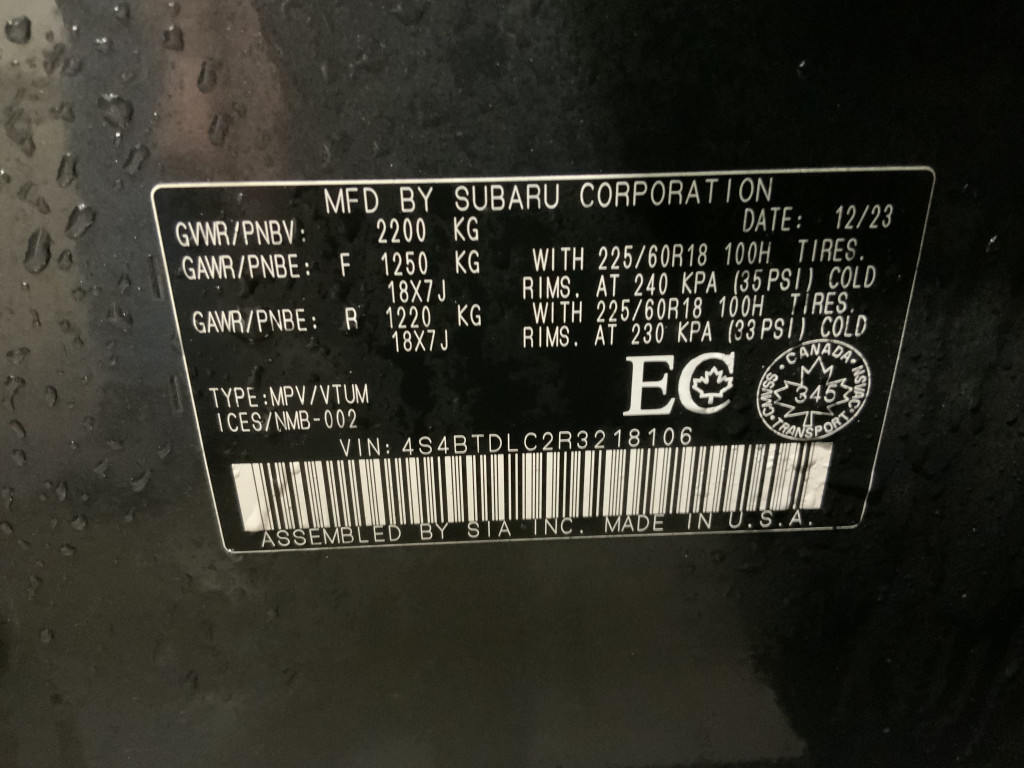 MFD BY SUBARU CORPORATION
GVWR/PNBV: 2200 KG DATE: 12/23
GAWR/PNBE: F 1250 KG WITH 225/60R18 100H TIRES.
18X7J RIMS. AT 240 KPA (35PSI) COLD
GAWR/PNBE: R 1220 KG WITH 225/60R18 100H TIRES.
18X7J RIMS. AT 230 KPA (33PSI) COLD
EC
CANADA
C-MVSS 345 NSVAC
TRANSPORT
TYPE:MPV/VTUM
ICES/NMB-002
VIN: 4S4BTDLC2R3218106
ASSEMBLED BY SIA INC. MADE IN U.S.A.